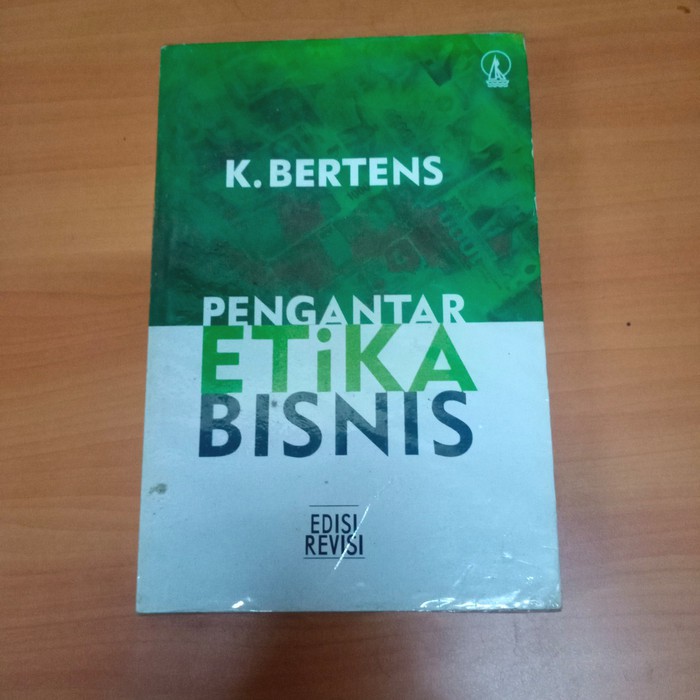 K. BERTENS
PENGANTAR
ETiKA
BISNIS
EDISI
REVISI